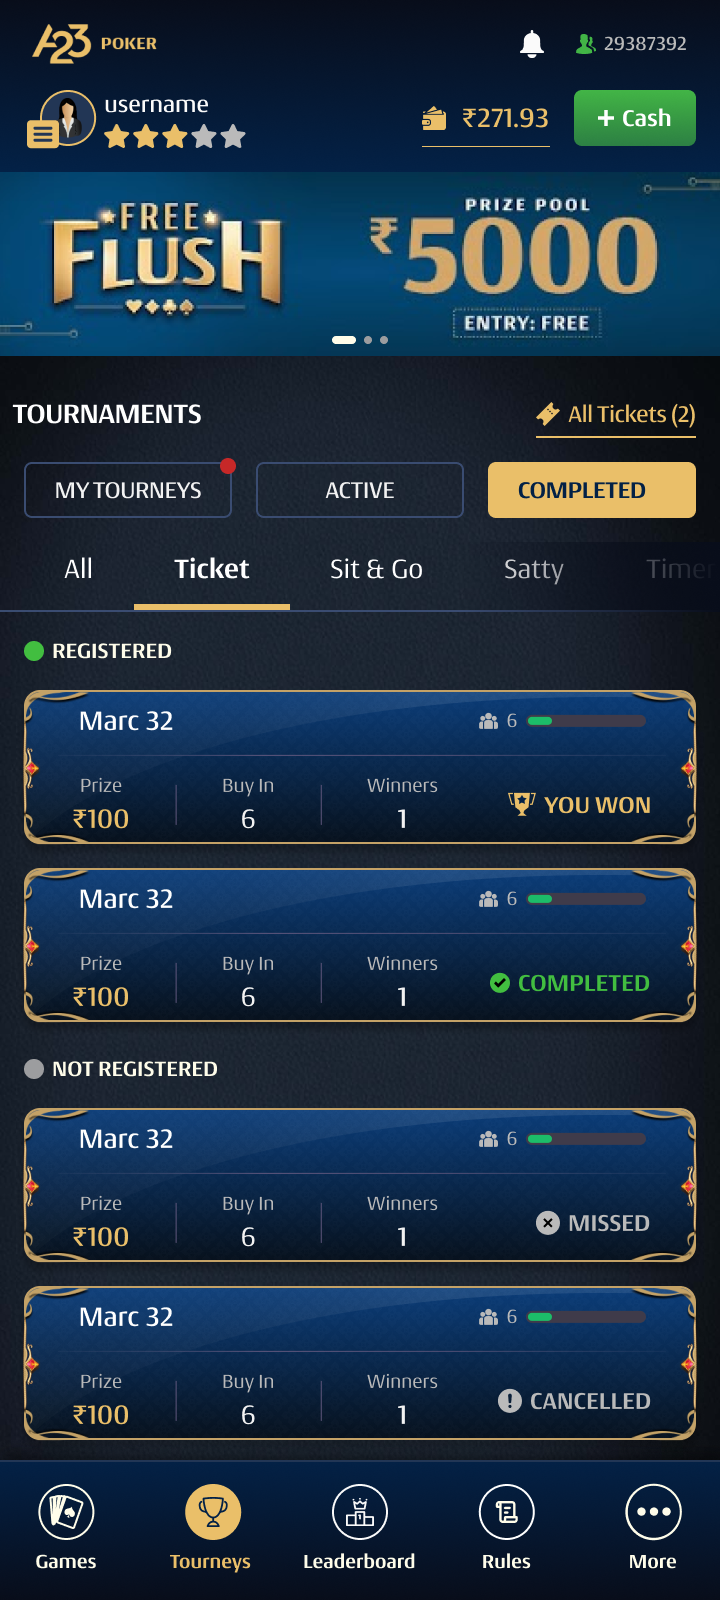 A23 POKER
29387392
username
₹271.93
+ Cash
FREE
FLUSH
PRIZE POOL
₹5000
ENTRY: FREE
TOURNAMENTS
All Tickets (2)
MY TOURNEYS
ACTIVE
COMPLETED
All
Ticket
Sit & Go
Satty
Timer
REGISTERED
Marc 32
6
Prize
Buy In
Winners
₹100
6
1
YOU WON
Marc 32
6
Prize
Buy In
Winners
₹100
6
1
COMPLETED
NOT REGISTERED
Marc 32
6
Prize
Buy In
Winners
₹100
6
1
MISSED
Marc 32
6
Prize
Buy In
Winners
₹100
6
1
CANCELLED
Games
Tourneys
Leaderboard
Rules
More